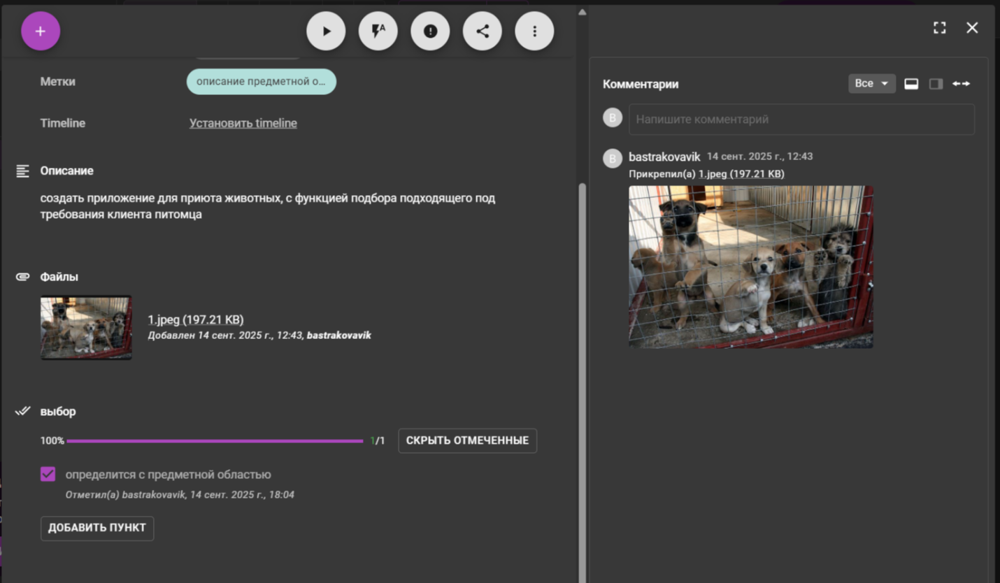 Метки
описание предметной о...
Timeline
Установить timeline
Описание
создать приложение для приюта животных, с функцией подбора подходящего под
требования клиента питомца
Файлы
1.jpeg (197.21 KB)
Добавлен 14 сент. 2025 г., 12:43, bastrakovavik
выбор
100%
1/1
СКРЫТЬ ОТМЕЧЕННЫЕ
определится с предметной областью
Отметил(а) bastrakovavik, 14 сент. 2025 г., 18:04
ДОБАВИТЬ ПУНКТ
Комментарии
Все
B
Напишите комментарий
B
bastrakovavik 14 сент. 2025 г., 12:43
Прикрепил(а) 1.jpeg (197.21 KB)